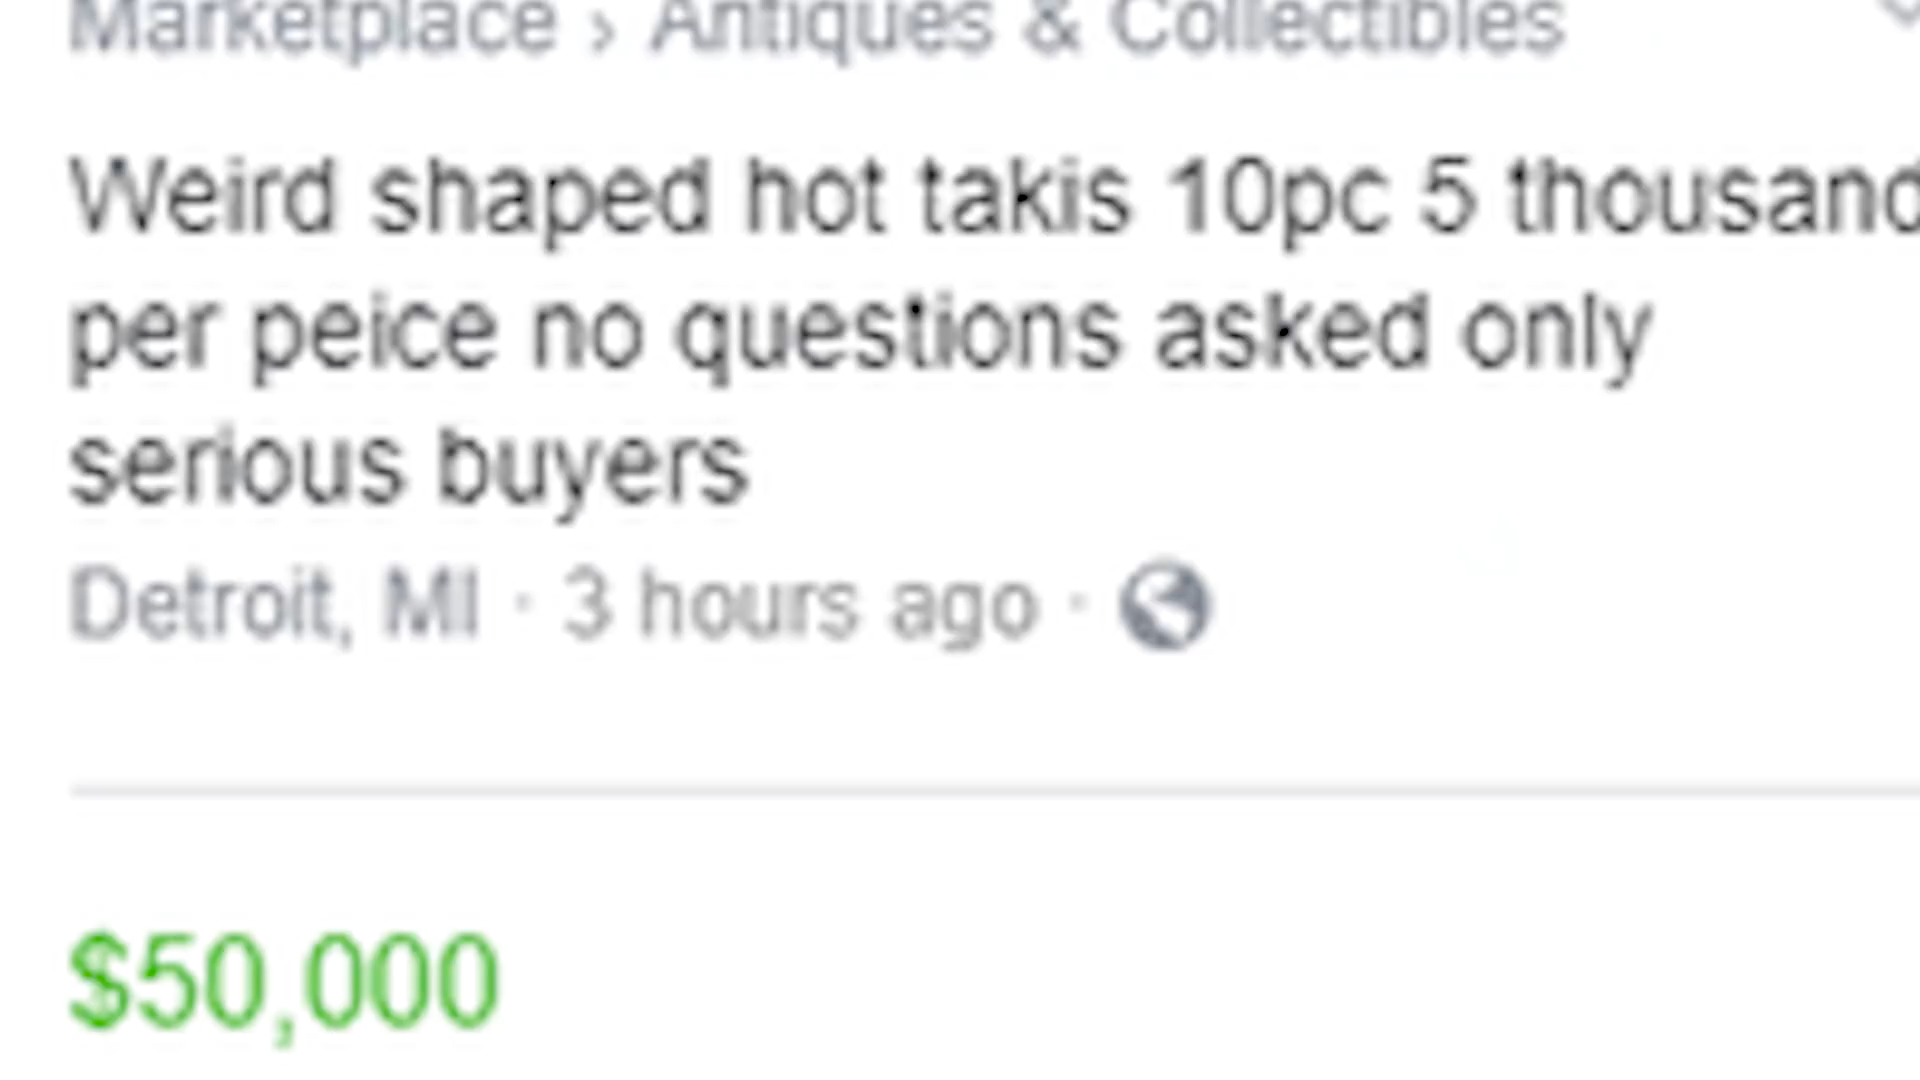 Marketplace › Antiques & Collectibles
Weird shaped hot takis 10pc 5 thousand
per peice no questions asked only
serious buyers
Detroit, MI · 3 hours ago ·
$50,000